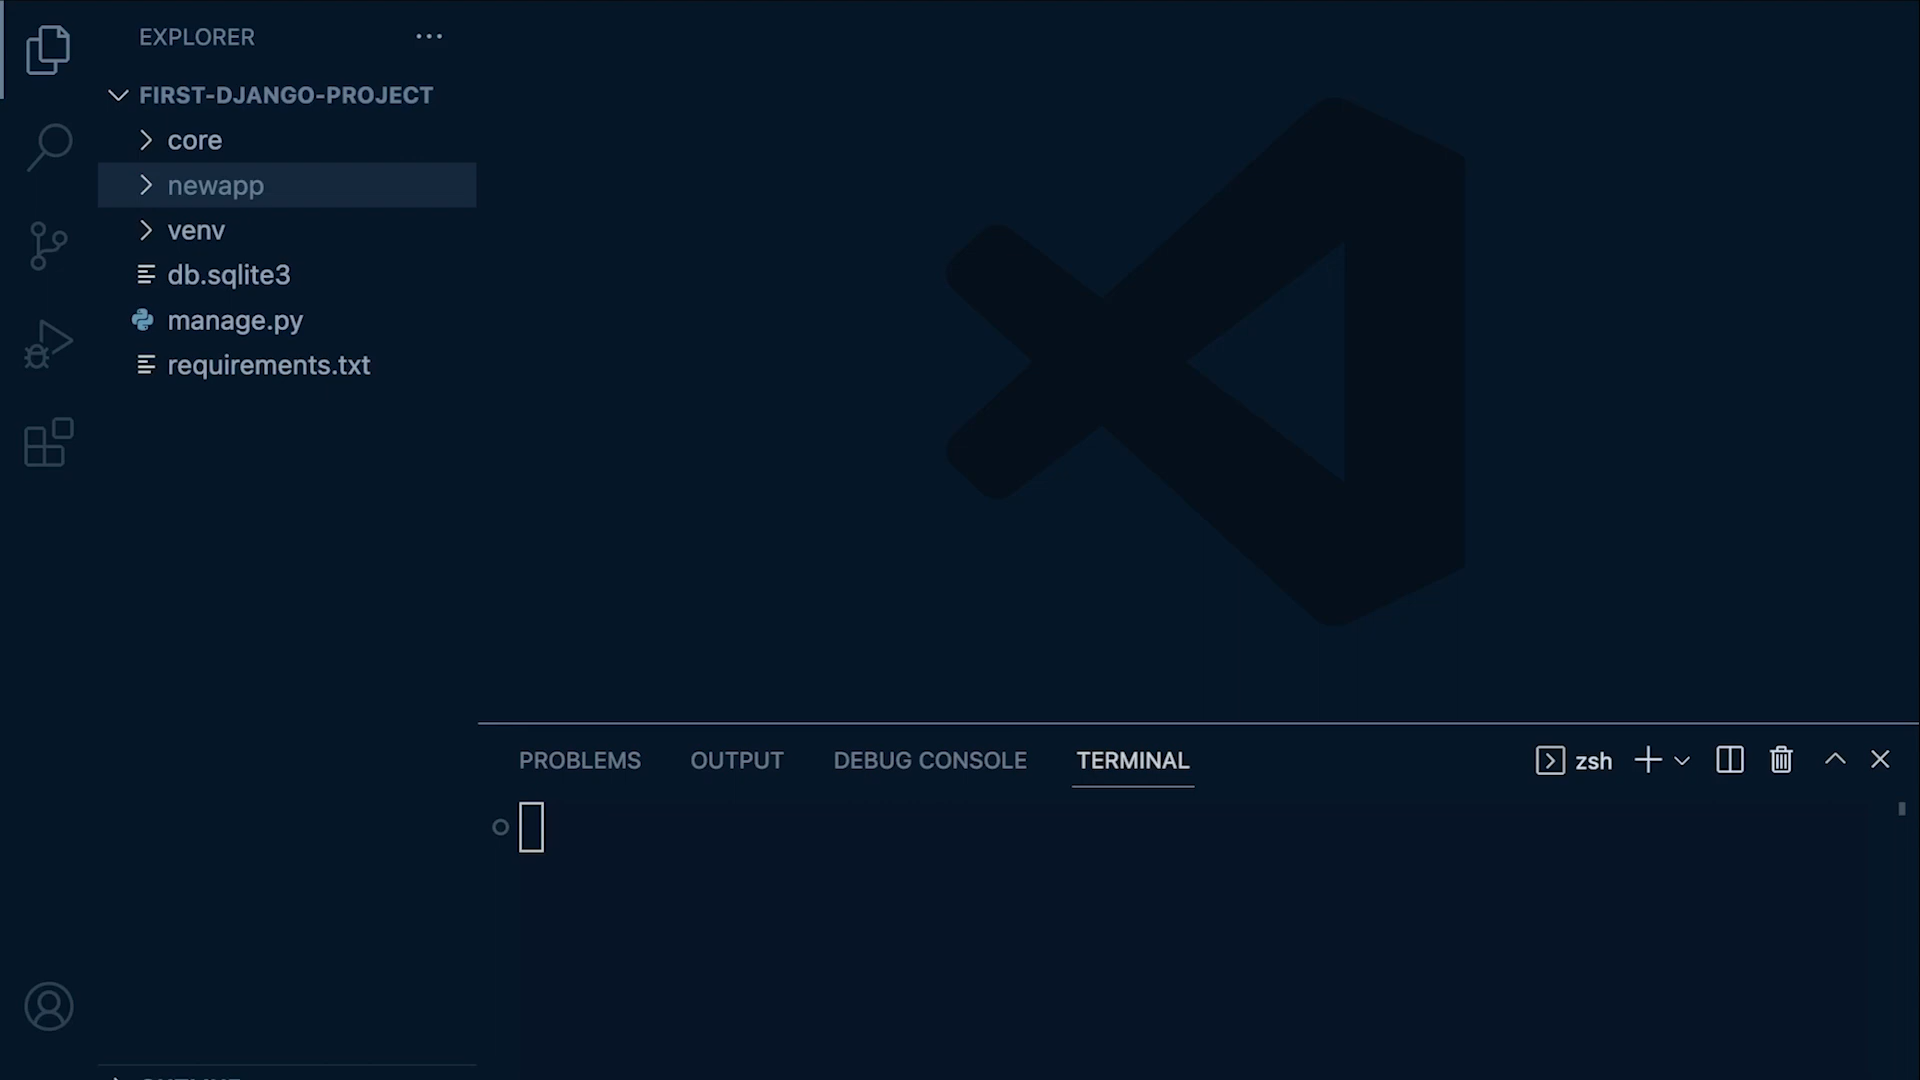 EXPLORER
FIRST-DJANGO-PROJECT
core
newapp
venv
db.sqlite3
manage.py
requirements.txt
PROBLEMS OUTPUT DEBUG CONSOLE TERMINAL zsh